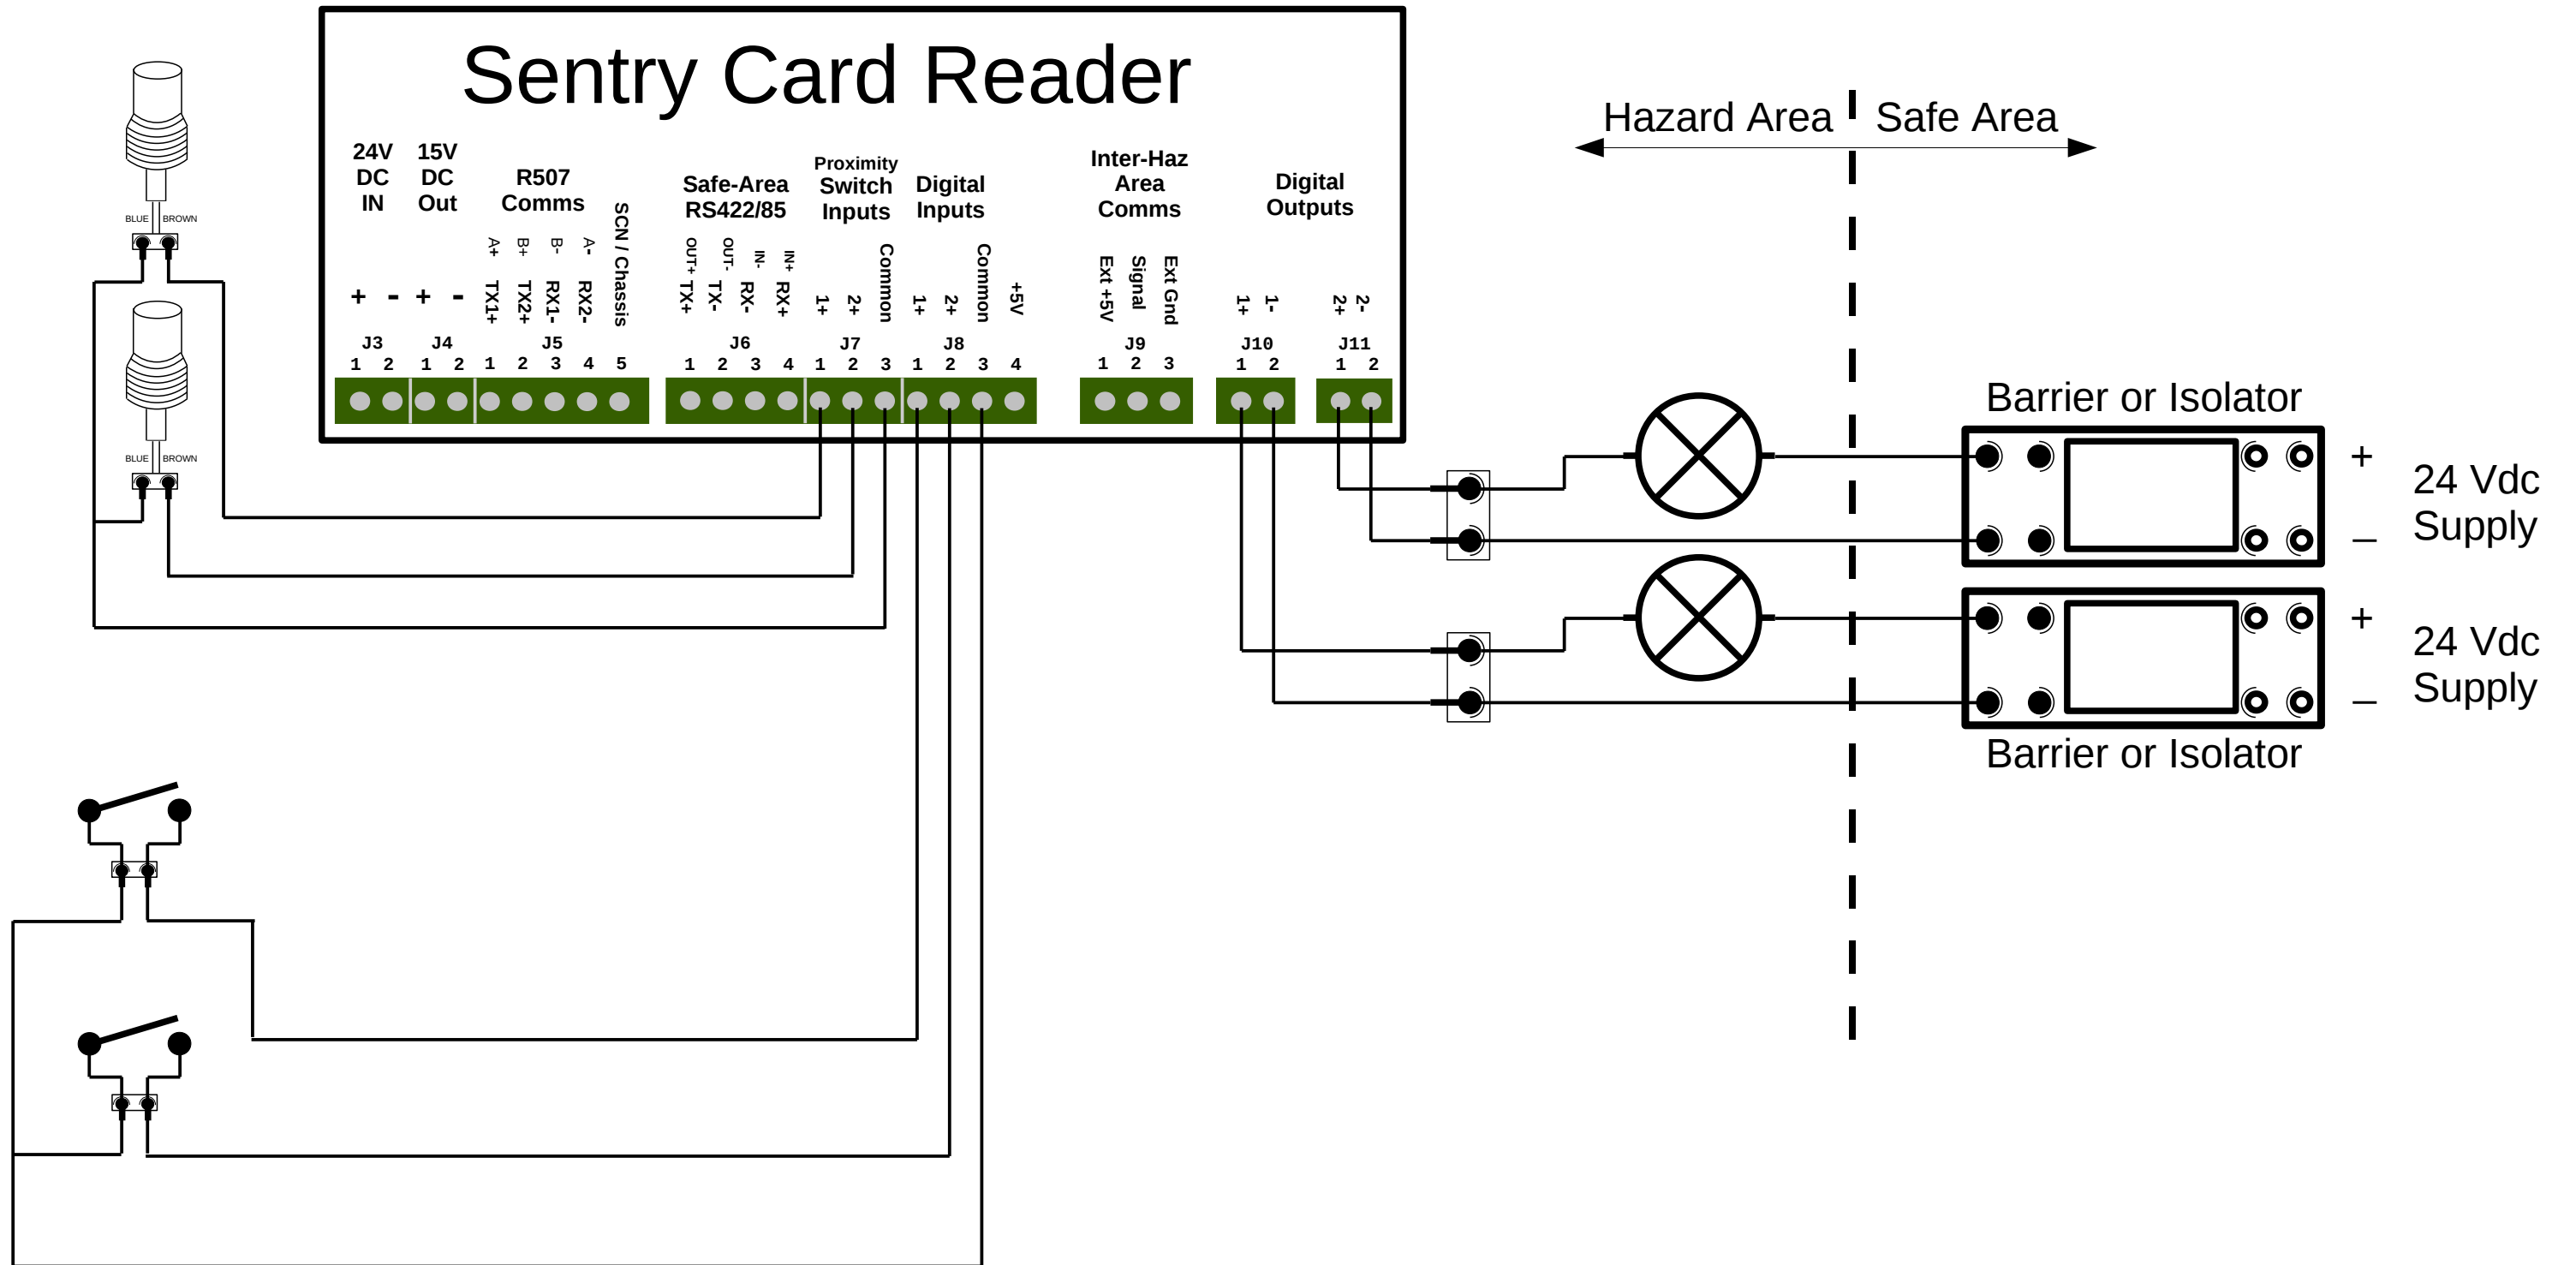 Sentry Card Reader
Hazard Area
Safe Area
24V
DC
IN
15V
DC
Out
R507
Comms
SCN / Chassis
Safe-Area
RS422/85
Proximity
Switch
Inputs
Digital
Inputs
Inter-Haz
Area
Comms
Digital
Outputs
A+
B+
B-
A-
OUT+
OUT-
IN-
IN+
Common
Common
+ - + -
TX1+
TX2+
RX1-
RX2-
TX+
TX-
RX-
RX+
1+
2+
1+
2+
+5V
Ext +5V
Signal
Ext Gnd
1+
1-
2+
2-
J3
J4
J5
J6
J7
J8
J9
J10
J11
1 2 1 2 1 2 3 4 5 1 2 3 4 1 2 3 1 2 3 4 1 2 3 1 2 1 2
BLUE BROWN
BLUE BROWN
Barrier or Isolator
+
24 Vdc
Supply
–
+
24 Vdc
Supply
–
Barrier or Isolator